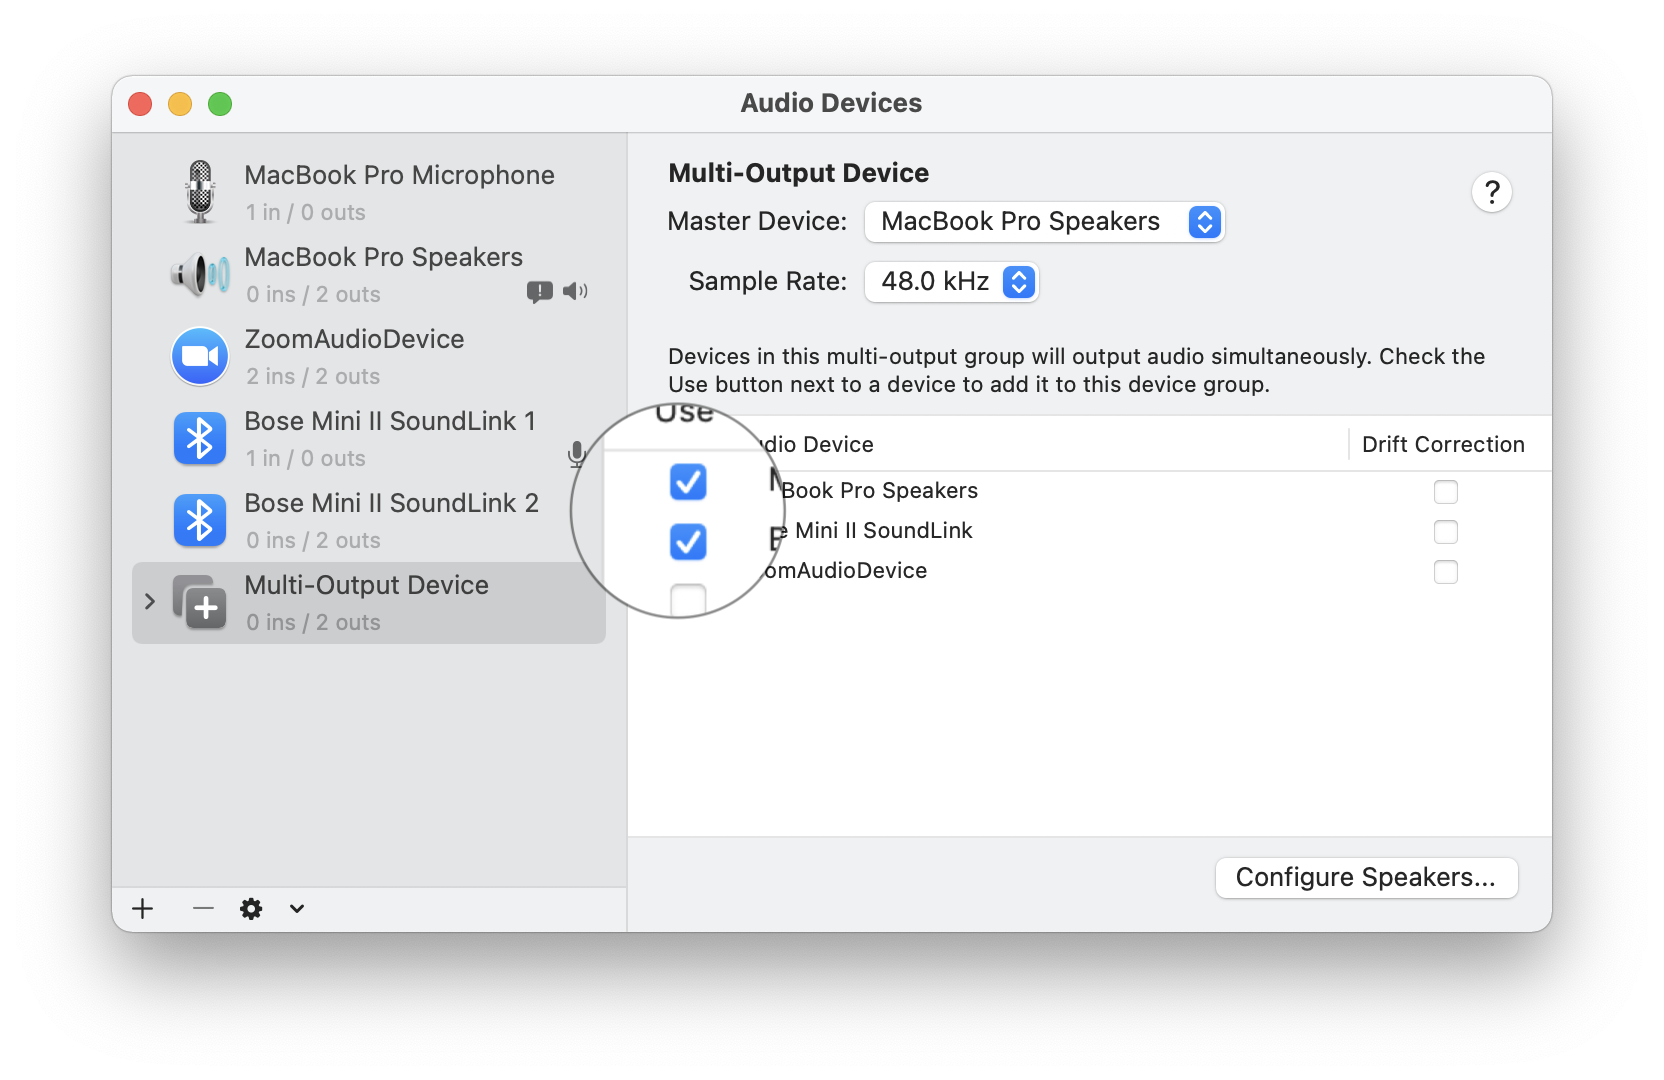 Audio Devices
MacBook Pro Microphone
1 in / 0 outs
MacBook Pro Speakers
0 ins / 2 outs
ZoomAudioDevice
2 ins / 2 outs
Bose Mini II SoundLink 1
1 in / 0 outs
Bose Mini II SoundLink 2
0 ins / 2 outs
Multi-Output Device
0 ins / 2 outs
Multi-Output Device
?
Master Device: MacBook Pro Speakers
Sample Rate: 48.0 kHz
Devices in this multi-output group will output audio simultaneously. Check the
Use button next to a device to add it to this device group.
Use dio Device Drift Correction
Book Pro Speakers
e Mini II SoundLink
omAudioDevice
Configure Speakers...